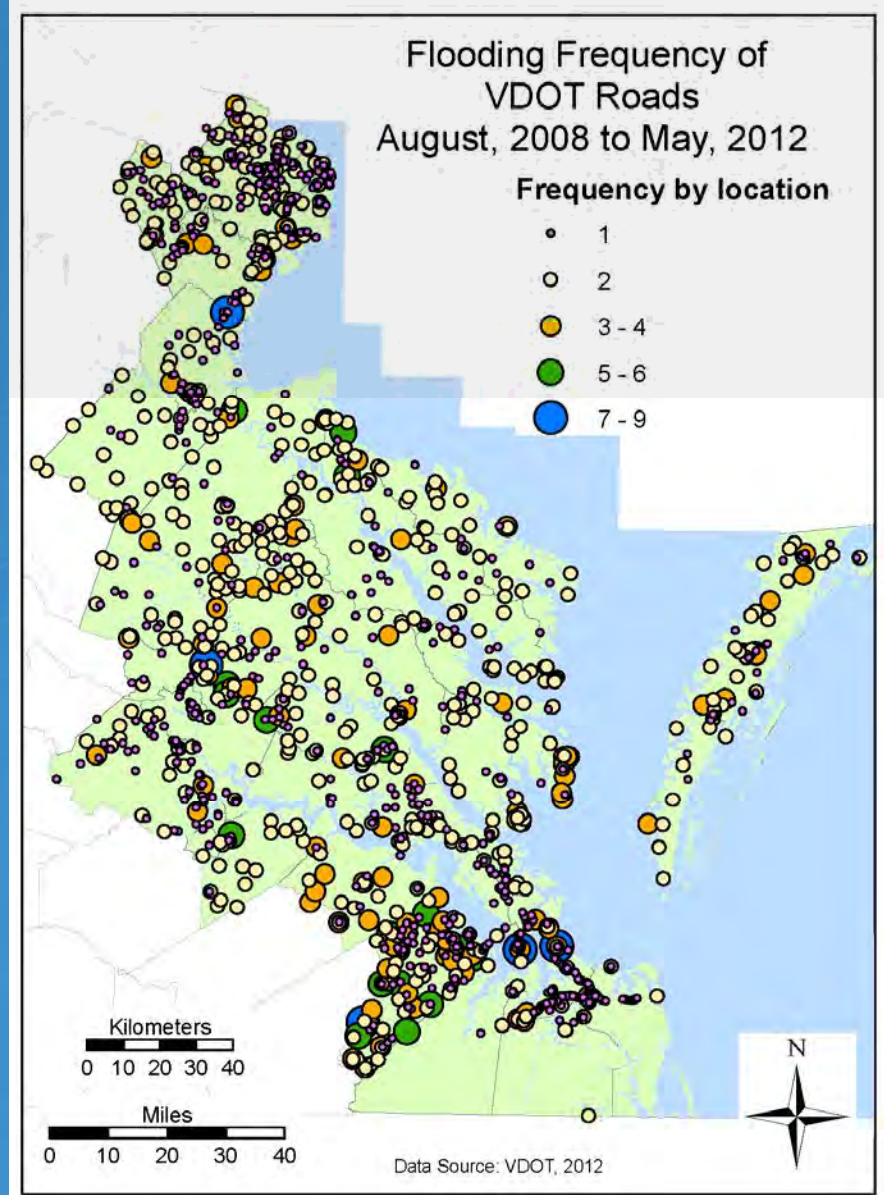 Flooding Frequency of
VDOT Roads
August, 2008 to May, 2012
Frequency by location
1
2
3 - 4
5 - 6
7 - 9
Kilometers
0 10 20 30 40
Miles
0 10 20 30 40
N
Data Source: VDOT, 2012